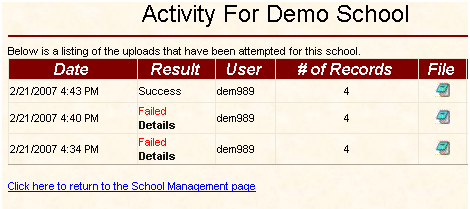 Activity For Demo School
Below is a listing of the uploads that have been attempted for this school.
Date Result User # of Records File
2/21/2007 4:43 PM Success dem989 4
2/21/2007 4:40 PM Failed Details dem989 4
2/21/2007 4:34 PM Failed Details dem989 4
Click here to return to the School Management page